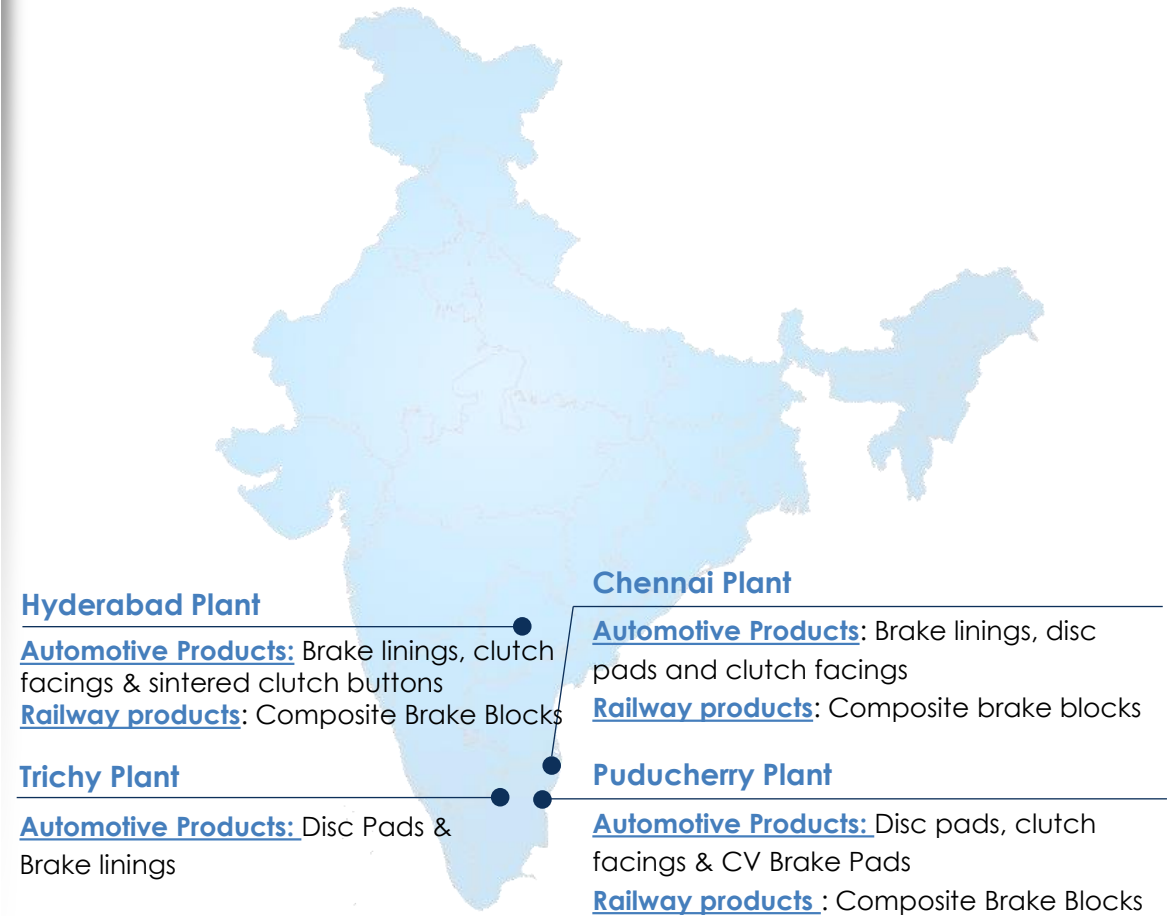 Hyderabad Plant
Automotive Products: Brake linings, clutch
facings & sintered clutch buttons
Railway products: Composite Brake Blocks
Chennai Plant
Automotive Products: Brake linings, disc
pads and clutch facings
Railway products: Composite brake blocks
Trichy Plant
Automotive Products: Disc Pads &
Brake linings
Puducherry Plant
Automotive Products: Disc pads, clutch
facings & CV Brake Pads
Railway products : Composite Brake Blocks